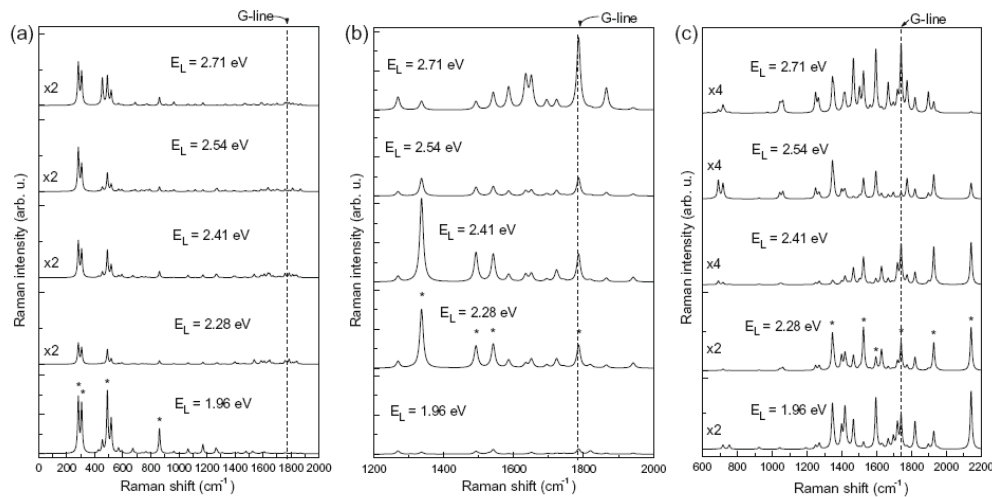 (a)
G-line
E_L = 2.71 eV
x2
E_L = 2.54 eV
x2
E_L = 2.41 eV
x2
E_L = 2.28 eV
x2
* * * *
E_L = 1.96 eV
Raman intensity (arb. u.)
0 200 400 600 800 1000 1200 1400 1600 1800 2000
Raman shift (cm⁻¹)
(b)
G-line
E_L = 2.71 eV
E_L = 2.54 eV
E_L = 2.41 eV
E_L = 2.28 eV
* * * *
E_L = 1.96 eV
Raman intensity (arb. u.)
1200 1400 1600 1800 2000
Raman shift (cm⁻¹)
(c)
G-line
E_L = 2.71 eV
x4
E_L = 2.54 eV
x4
E_L = 2.41 eV
x4
E_L = 2.28 eV
* * * * * *
x2
E_L = 1.96 eV
x2
Raman intensity (arb. u.)
600 800 1000 1200 1400 1600 1800 2000 2200
Raman shift (cm⁻¹)